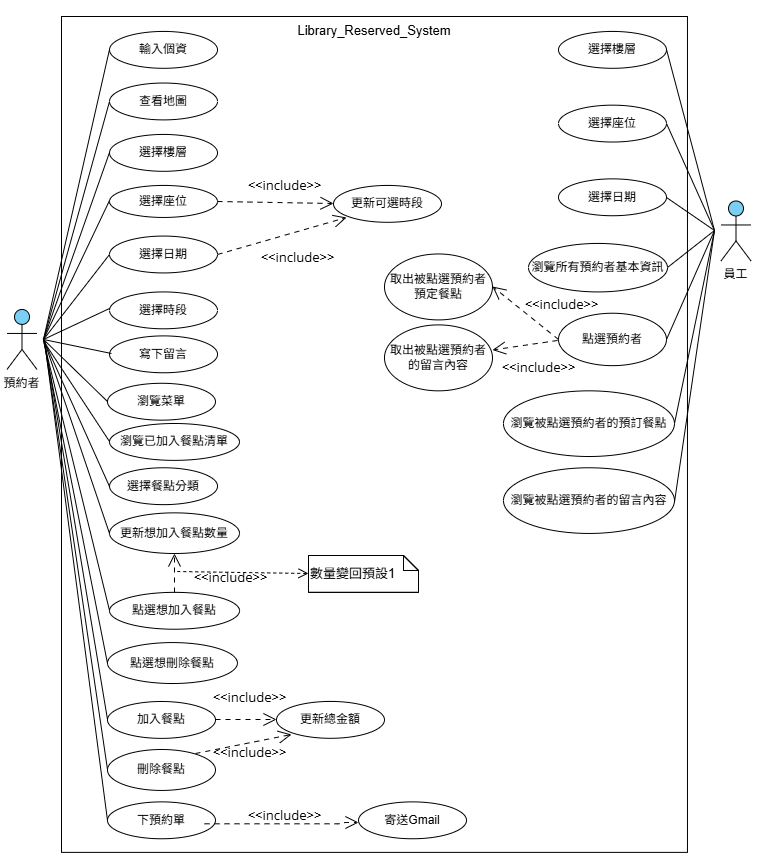 Library_Reserved_System
輸入個資
查看地圖
選擇樓層
選擇座位
<<include>>
更新可選時段
選擇日期
<<include>>
選擇時段
寫下留言
瀏覽菜單
瀏覽已加入餐點清單
選擇餐點分類
更新想加入餐點數量
<<include>>
數量變回預設1
點選想加入餐點
點選想刪除餐點
加入餐點
<<include>>
更新總金額
刪除餐點
<<include>>
下預約單
<<include>>
寄送Gmail
預約者
選擇樓層
選擇座位
選擇日期
瀏覽所有預約者基本資訊
取出被點選預約者
預定餐點
<<include>>
點選預約者
取出被點選預約者
的留言內容
<<include>>
瀏覽被點選預約者的預訂餐點
瀏覽被點選預約者的留言內容
員工